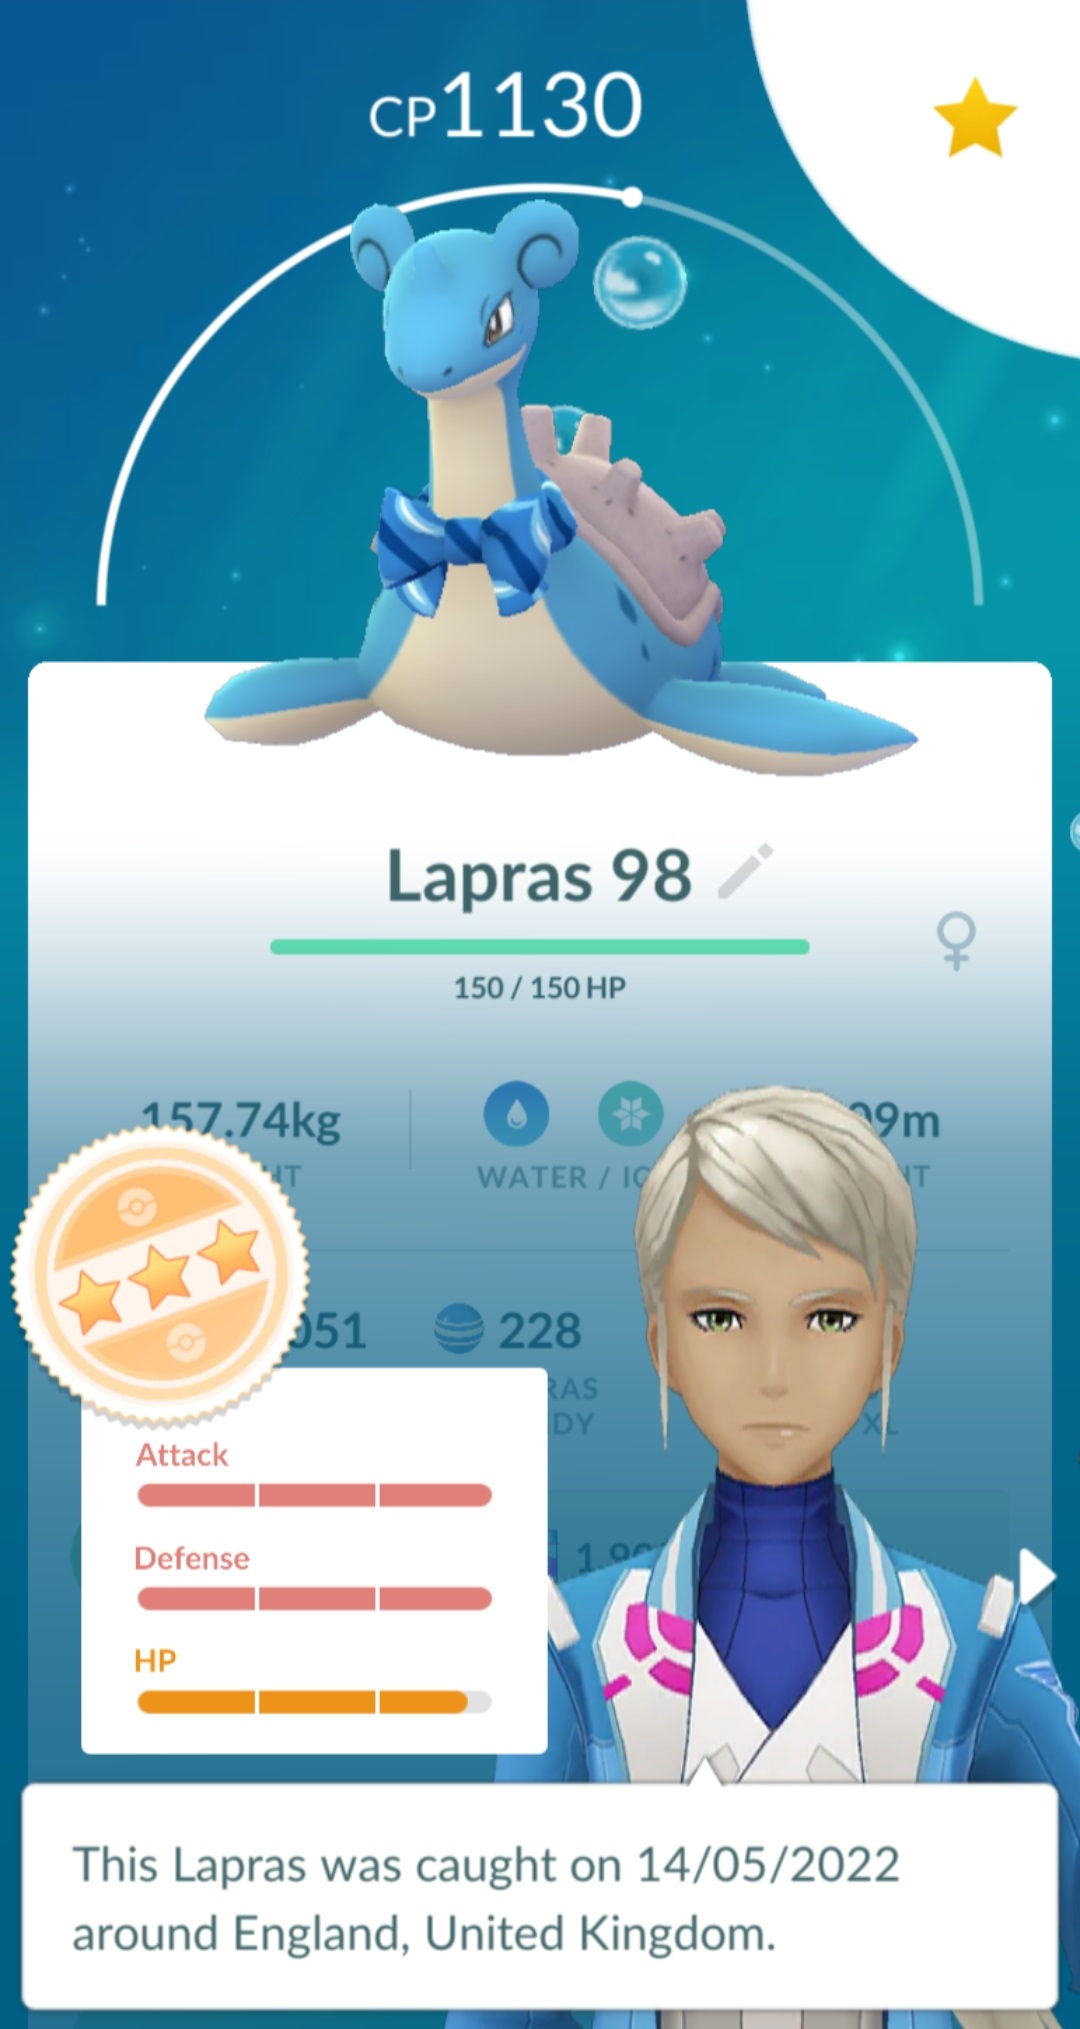 CP1130
Lapras 98
150 / 150 HP
157.74kg
WATER /
228
Attack
Defense
HP
This Lapras was caught on 14/05/2022
around England, United Kingdom.